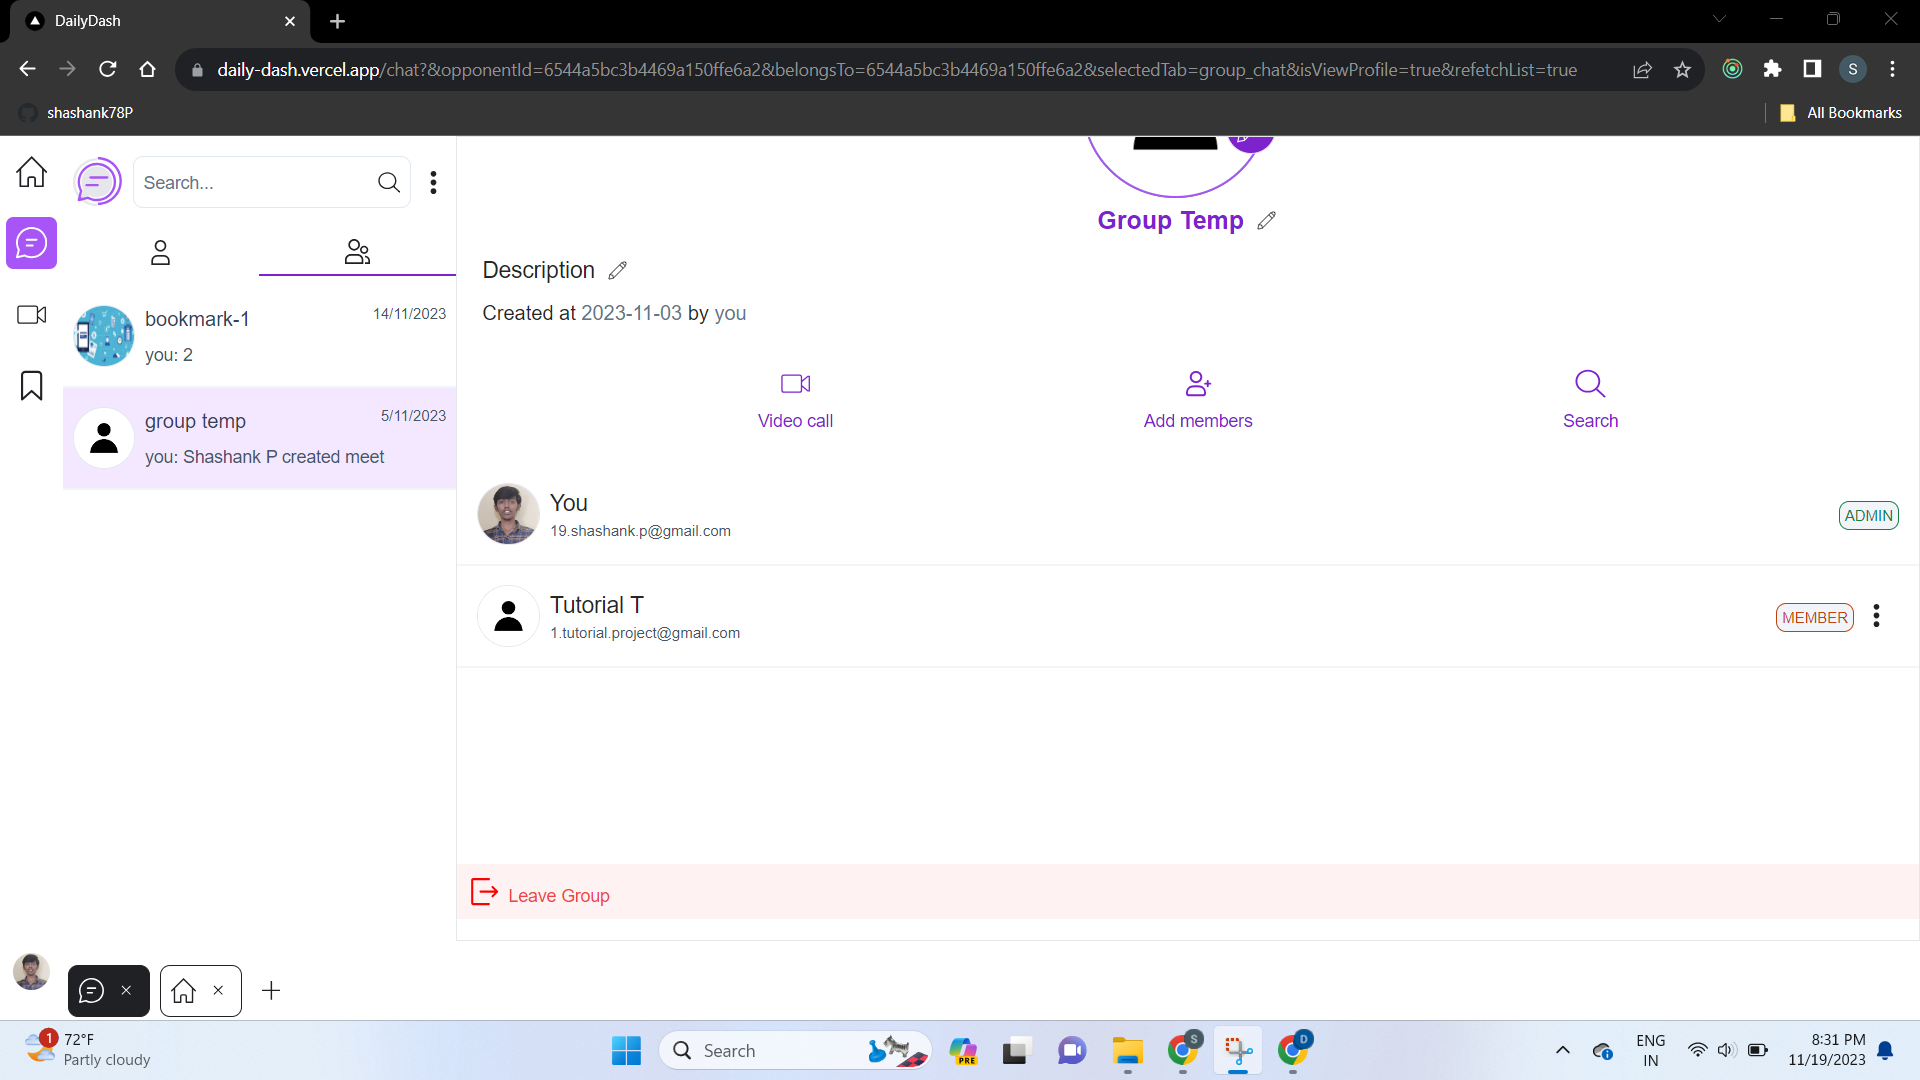 DailyDash
daily-dash.vercel.app/chat?&opponentId=6544a5bc3b4469a150ffe6a2&belongsTo=6544a5bc3b4469a150ffe6a2&selectedTab=group_chat&isViewProfile=true&refetchList=true
S
shashank78P
All Bookmarks
Search...
bookmark-1
14/11/2023
you: 2
group temp
5/11/2023
you: Shashank P created meet
Group Temp
Description
Created at 2023-11-03 by you
Video call
Add members
Search
You
19.shashank.p@gmail.com
ADMIN
Tutorial T
1.tutorial.project@gmail.com
MEMBER
Leave Group
1
72°F
Partly cloudy
Search
PRE
S
D
ENG
IN
8:31 PM
11/19/2023